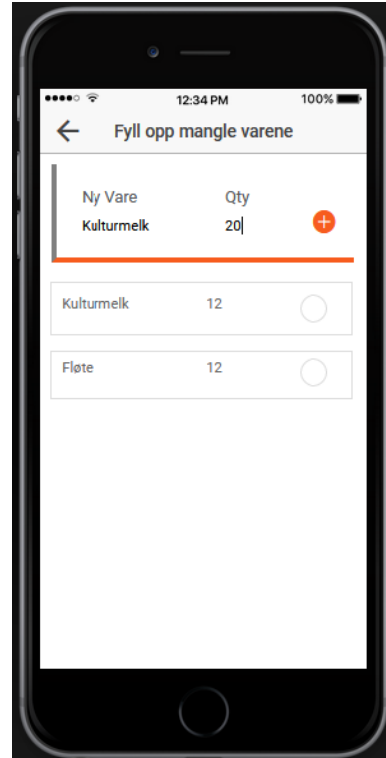 12:34 PM 100%
Fyll opp mangle varene
Ny Vare Qty
Kulturmelk 20
Kulturmelk 12
Fløte 12